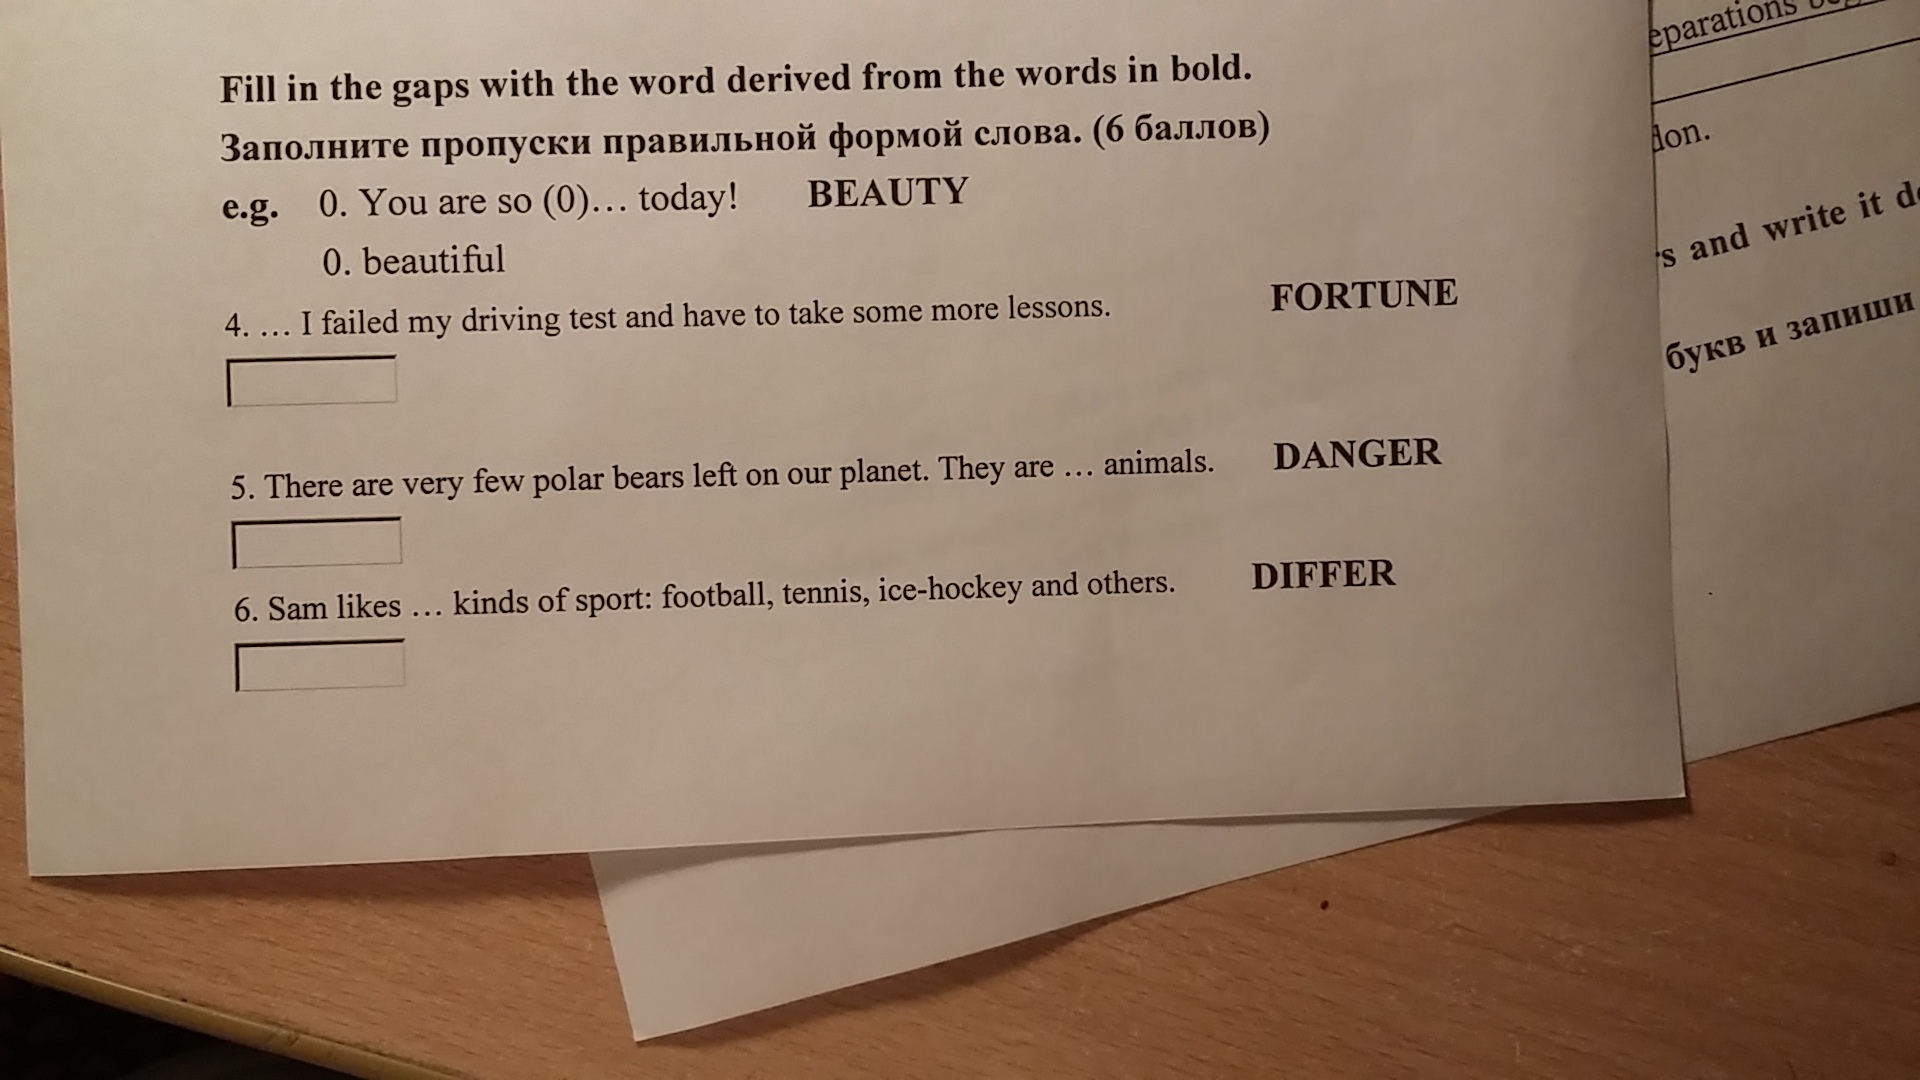 Fill in the gaps with the word derived from the words in bold.
Заполните пропуски правильной формой слова. (6 баллов)
e.g. 0. You are so (0)… today! BEAUTY
0. beautiful
4. … I failed my driving test and have to take some more lessons. FORTUNE
5. There are very few polar bears left on our planet. They are … animals. DANGER
6. Sam likes … kinds of sport: football, tennis, ice-hockey and others. DIFFER
eparations
don.
s and write it
букв и запиши